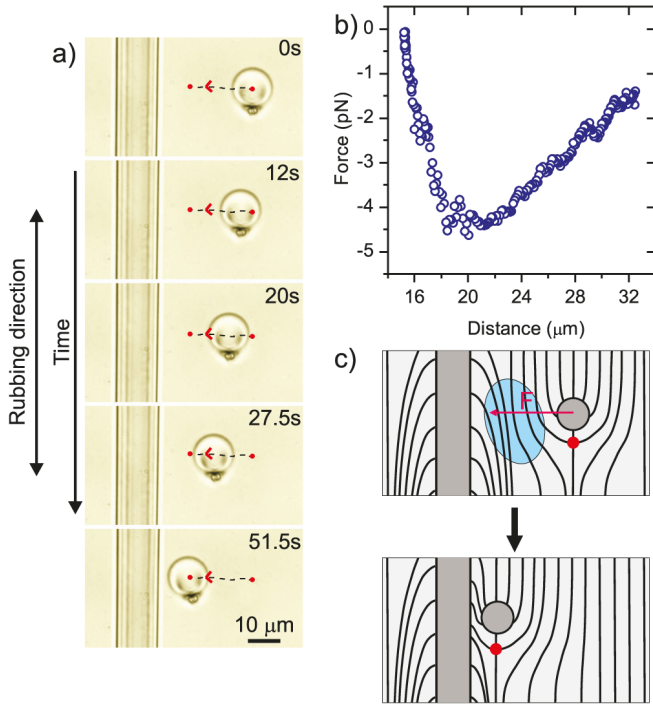 a)
0s
12s
20s
27.5s
51.5s
10 μm
Rubbing direction
Time
b)
0
-1
-2
-3
-4
-5
Force (pN)
16 20 24 28 32
Distance (μm)
c)
F